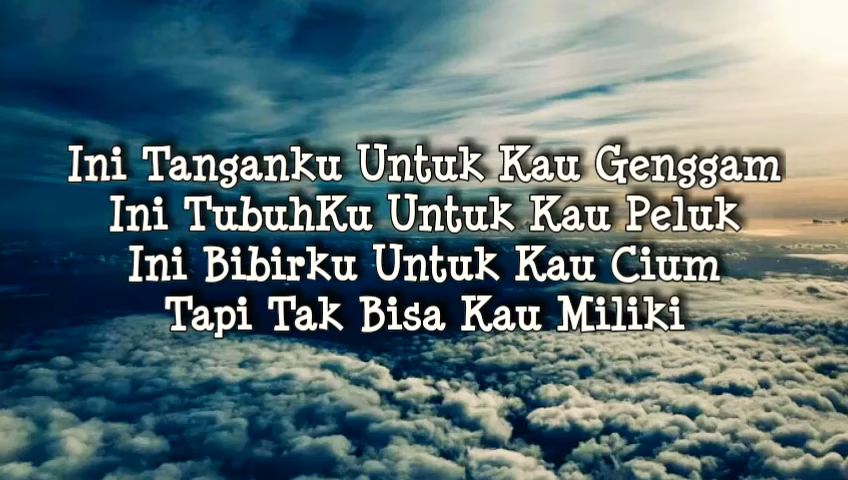 Ini Tanganku Untuk Kau Genggam
Ini TubuhKu Untuk Kau Peluk
Ini Bibirku Untuk Kau Cium
Tapi Tak Bisa Kau Miliki